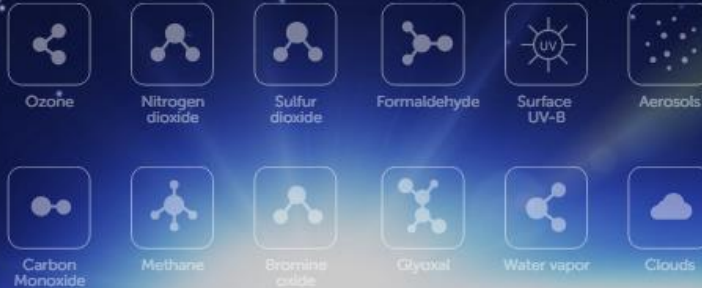 Ozone
Nitrogen
dioxide
Sulfur
dioxide
Formaldehyde
UV
Surface
UV-B
Aerosols
Carbon
Monoxide
Methane
Bromine
oxide
Glyoxal
Water vapor
Clouds